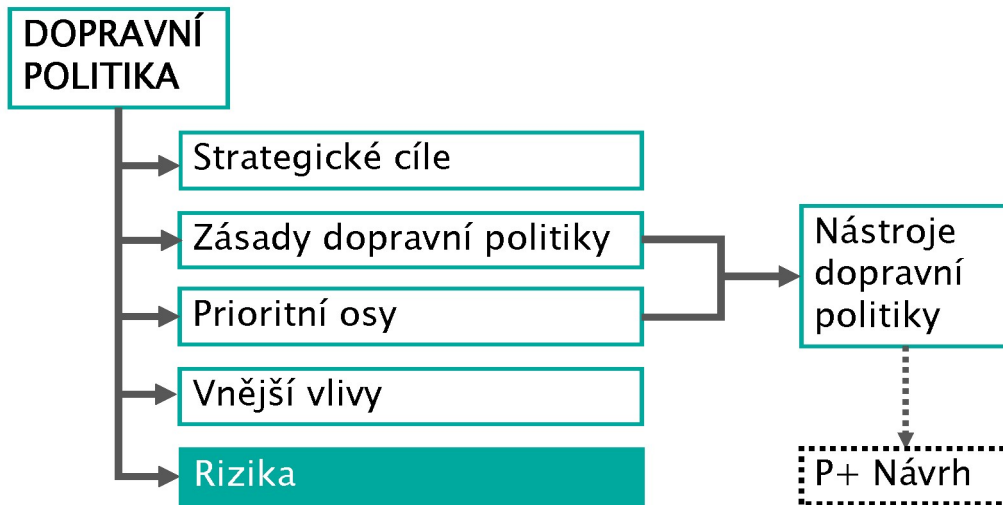 DOPRAVNÍ
POLITIKA
Strategické cíle
Zásady dopravní politiky
Prioritní osy
Vnější vlivy
Rizika
Nástroje
dopravní
politiky
P+ Návrh